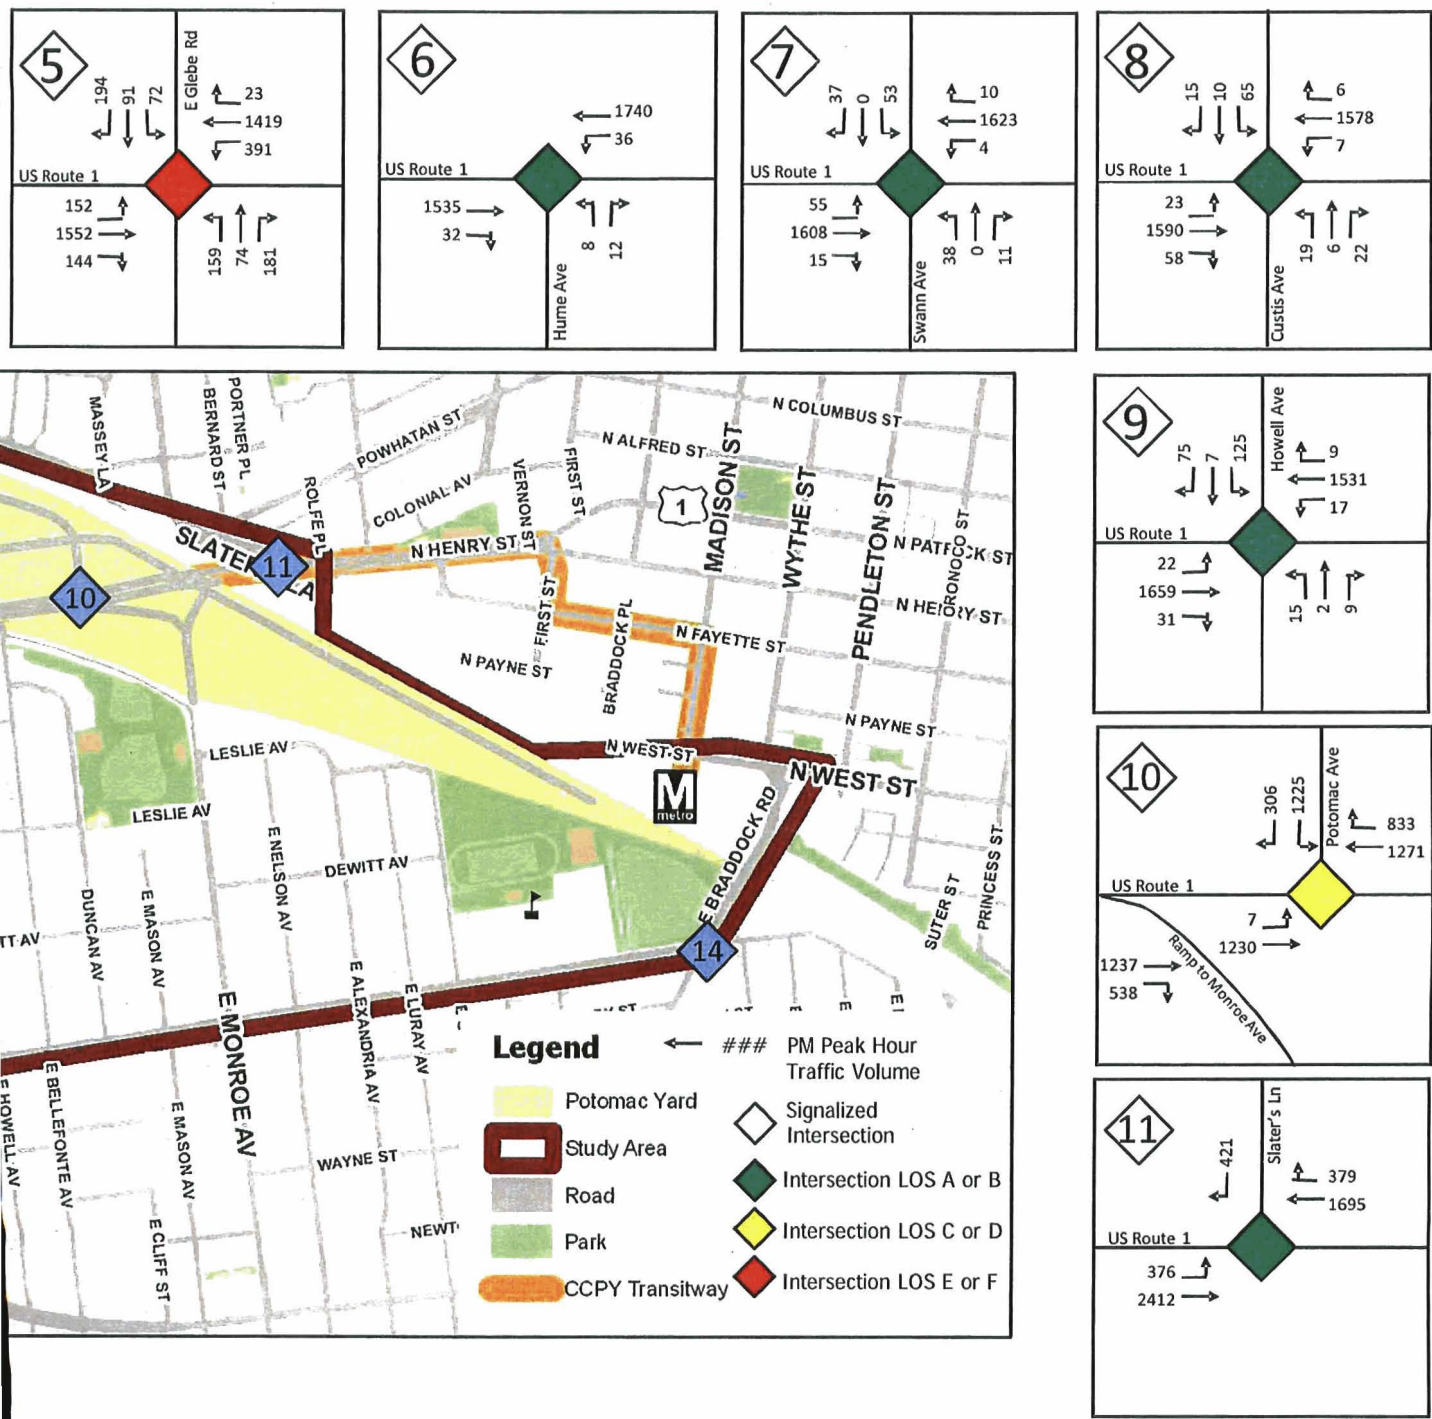 5
E Glebe Rd
194
91
72
23
1419
391
US Route 1
152
1552
144
159
74
181
6
1740
36
US Route 1
1535
32
8
12
Hume Ave
7
37
0
53
10
1623
4
US Route 1
55
1608
15
38
0
11
Swann Ave
8
15
10
65
6
1578
7
US Route 1
23
1590
58
19
6
22
Custis Ave
9
Howell Ave
75
7
125
9
1531
17
US Route 1
22
1659
31
15
2
9
10
306
1225
Potomac Ave
833
1271
US Route 1
7
1230
1237
538
Ramp to Monroe Ave
11
Slater's Ln
421
379
1695
US Route 1
376
2412
MASSEY LA
BERNARD ST
PORTNER PL
POWHATAN ST
N COLUMBUS ST
N ALFRED ST
MADISON ST
WYTHE ST
PENDLETON ST
ORONOCO ST
ROLFE PL
COLONIAL AV
VERNON ST
FIRST ST
1
N PATRICK ST
N HENRY ST
11
10
N HENRY ST
FIRST ST
BRADDOCK PL
N FAYETTE ST
N PAYNE ST
N PAYNE ST
LESLIE AV
N WEST ST
N WEST ST
M
metro
LESLIE AV
E NELSON AV
DEWITT AV
E BRADDOCK RD
SUTER ST
PRINCESS ST
TT AV
DUNCAN AV
E MASON AV
14
E MONROE AV
E ALEXANDRIA AV
E LURAY AV
E HOWELL AV
E BELLEFONTE AV
E MASON AV
E CLIFF ST
WAYNE ST
NEWT
Legend
### PM Peak Hour
Traffic Volume
Potomac Yard
Signalized
Intersection
Study Area
Intersection LOS A or B
Road
Intersection LOS C or D
Park
Intersection LOS E or F
CCPY Transitway